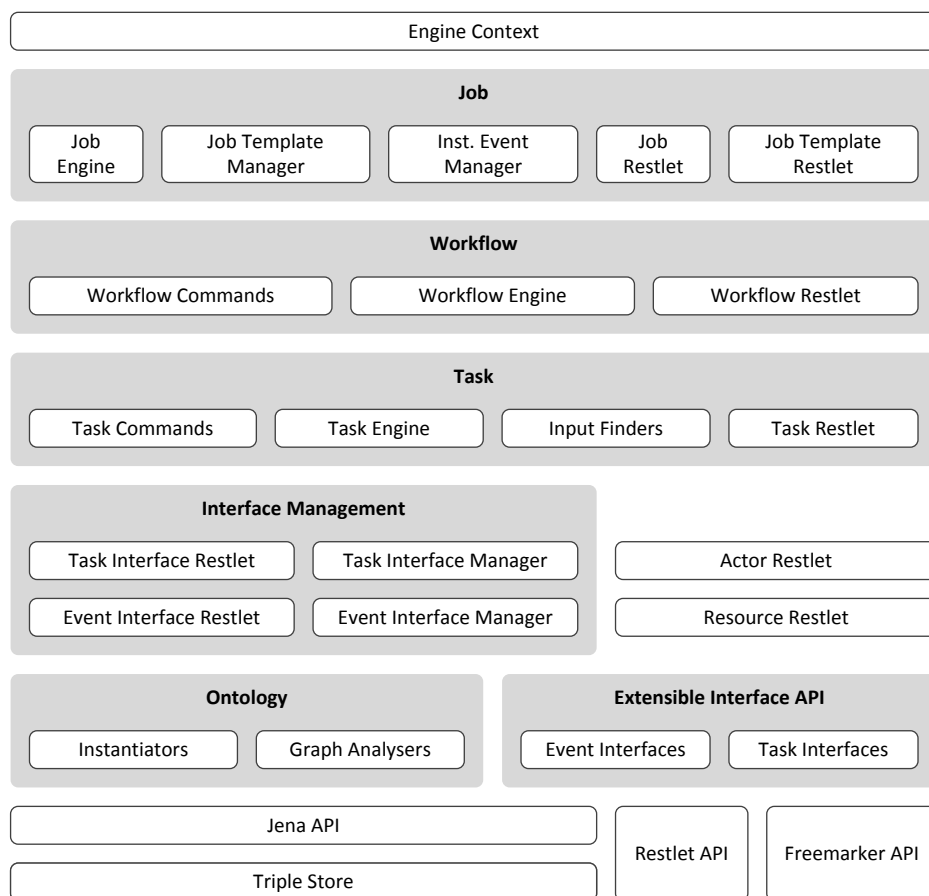 Engine Context
Job
Job Engine
Job Template Manager
Inst. Event Manager
Job Restlet
Job Template Restlet
Workflow
Workflow Commands
Workflow Engine
Workflow Restlet
Task
Task Commands
Task Engine
Input Finders
Task Restlet
Interface Management
Task Interface Restlet
Task Interface Manager
Actor Restlet
Event Interface Restlet
Event Interface Manager
Resource Restlet
Ontology
Extensible Interface API
Instantiators
Graph Analysers
Event Interfaces
Task Interfaces
Jena API
Restlet API
Freemarker API
Triple Store